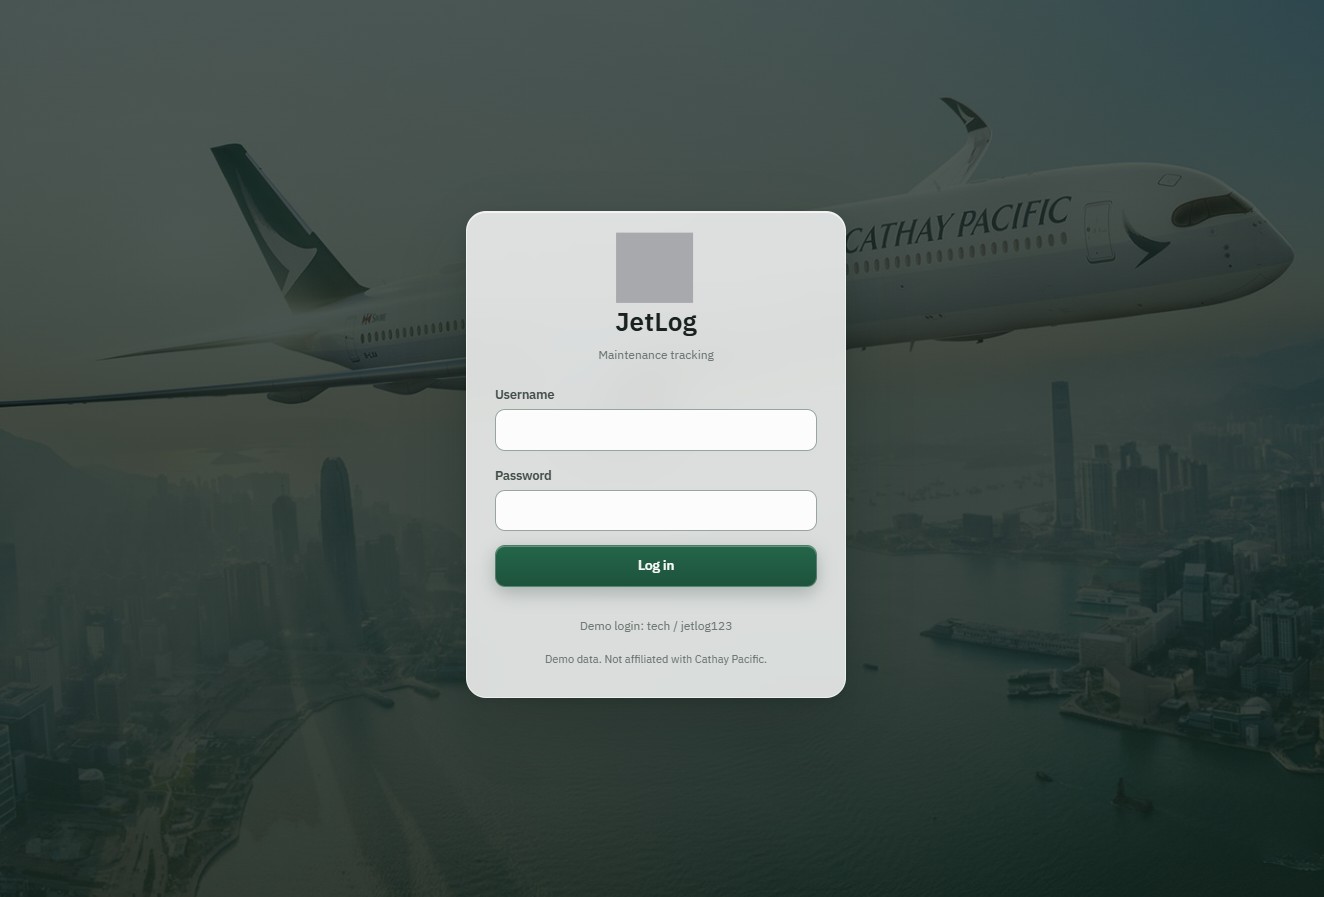 CATHAY PACIFIC
JetLog
Maintenance tracking
Username
Password
Log in
Demo login: tech / jetlog123
Demo data. Not affiliated with Cathay Pacific.